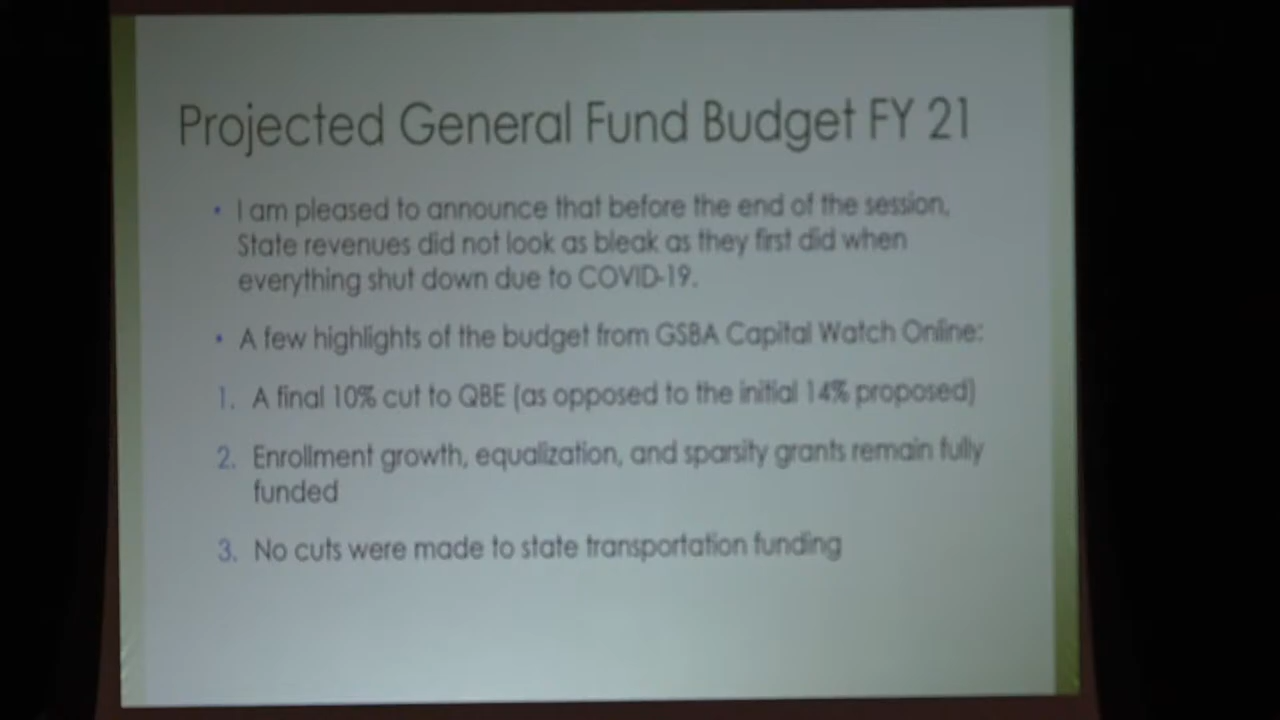 Projected General Fund Budget FY 21
• I am pleased to announce that before the end of the session,
State revenues did not look as bleak as they first did when
everything shut down due to COVID-19.
• A few highlights of the budget from GSBA Capital Watch Online:
1. A final 10% cut to QBE (as opposed to the initial 14% proposed)
2. Enrollment growth, equalization, and sparsity grants remain fully
funded
3. No cuts were made to state transportation funding